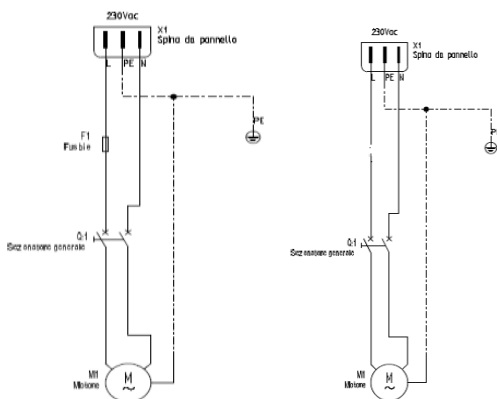 230Vac
X1
Spina da pannello
L PE N
PE
F1
Fusibile
Q1
Sezionatore generale
M1
Motore
M
230Vac
X1
Spina da pannello
L PE N
Q1
Sezionatore generale
M1
Motore
M